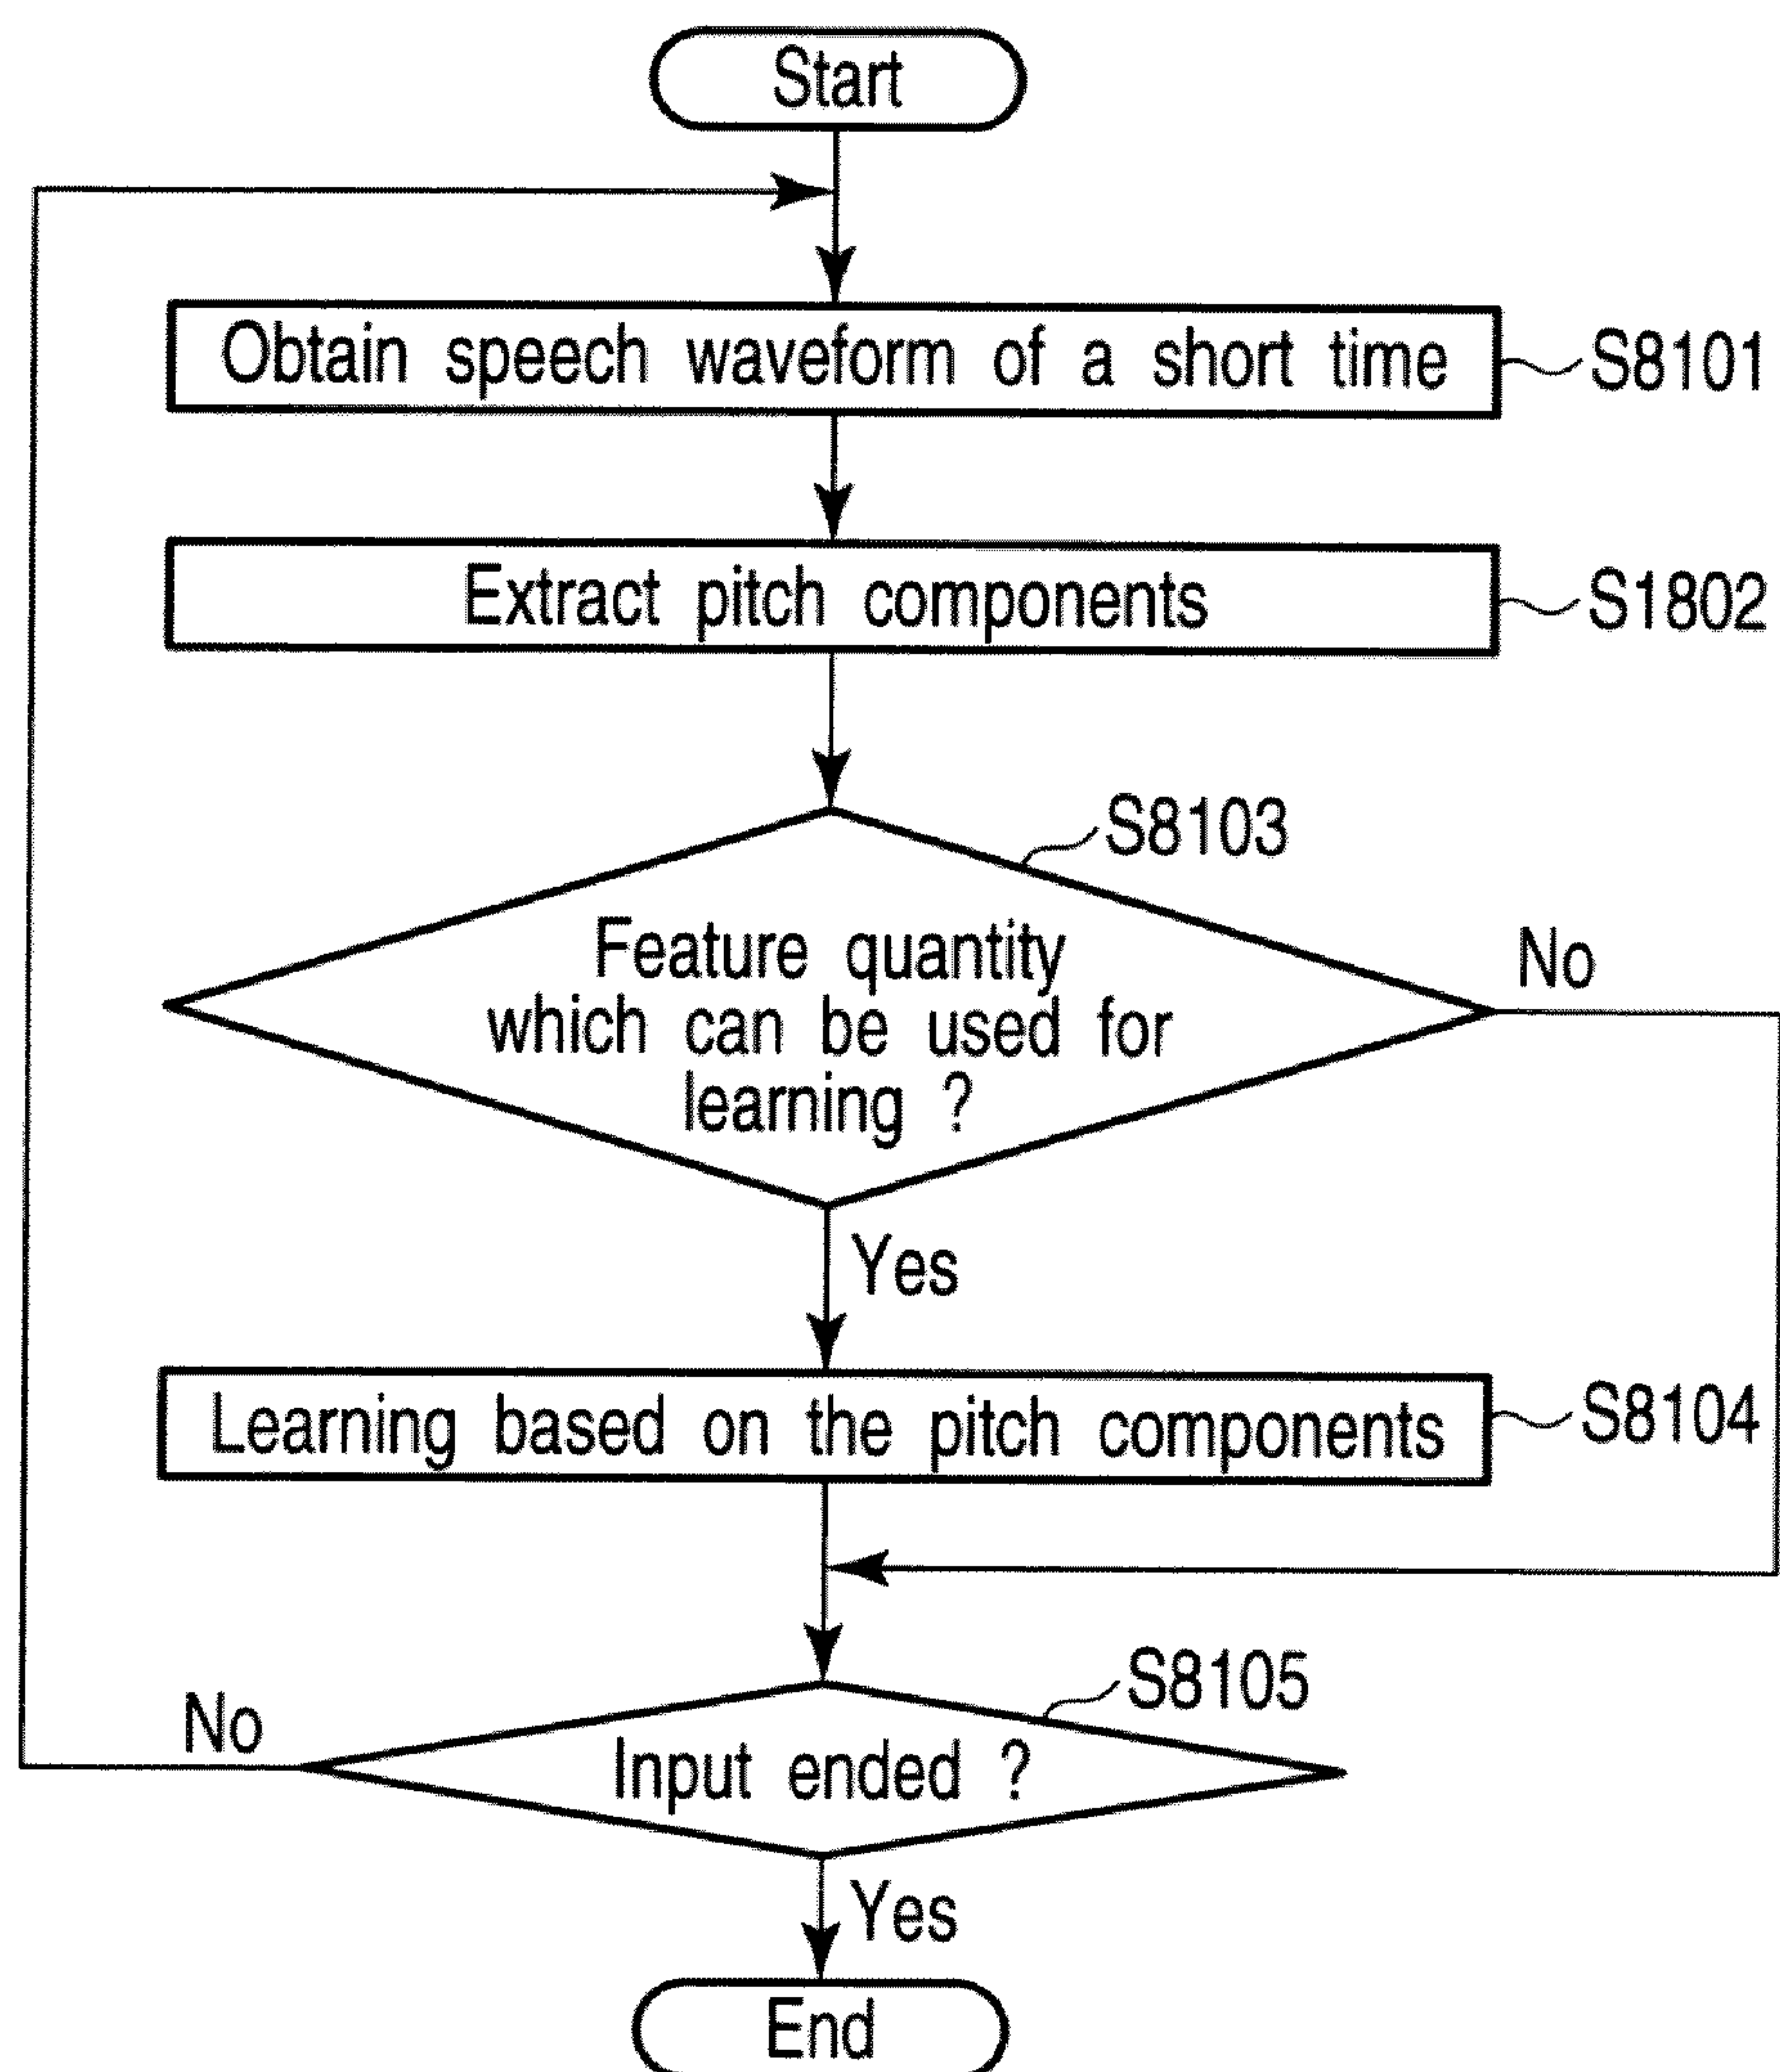 Start
Obtain speech waveform of a short time
S8101
Extract pitch components
S1802
S8103
Feature quantity
which can be used for
learning ?
No
Yes
Learning based on the pitch components
S8104
S8105
No
Input ended ?
Yes
End